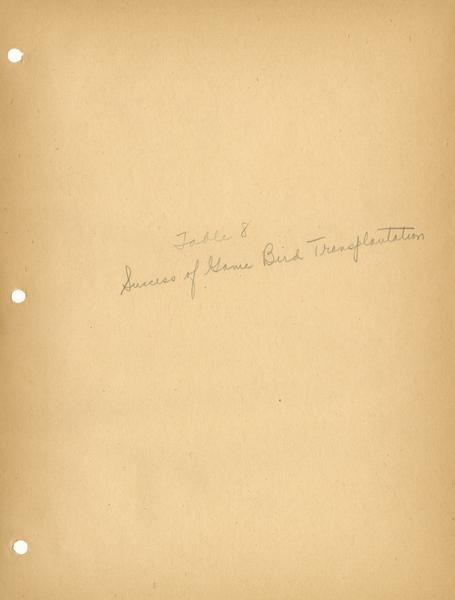 Table 8
Success of Game Bird Transplantation